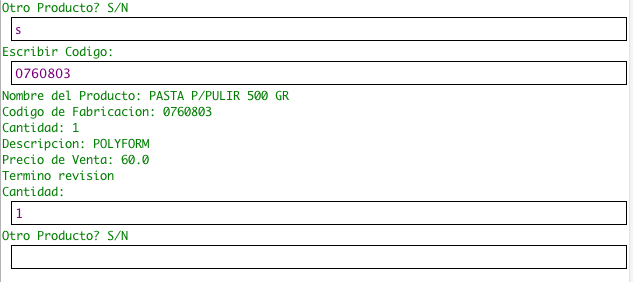 Otro Producto? S/N
s
Escribir Codigo:
0760803
Nombre del Producto: PASTA P/PULIR 500 GR
Codigo de Fabricacion: 0760803
Cantidad: 1
Descripcion: POLYFORM
Precio de Venta: 60.0
Termino revision
Cantidad:
1
Otro Producto? S/N